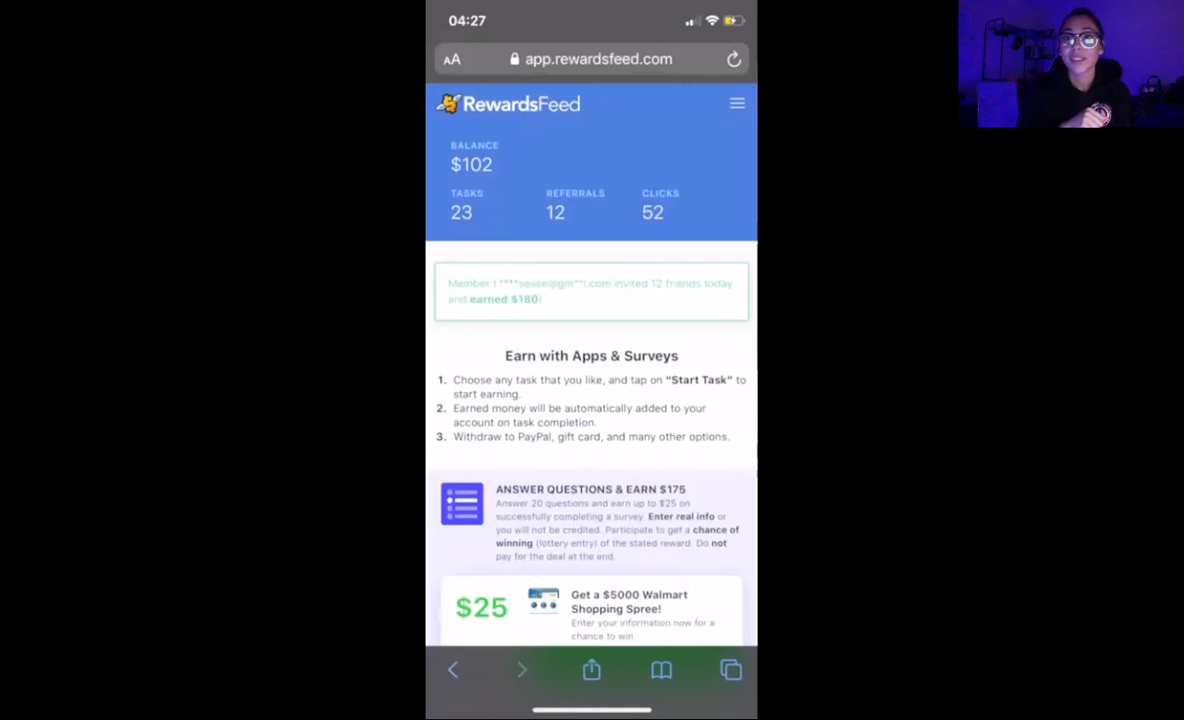 04:27
AA app.rewardsfeed.com
RewardsFeed
BALANCE
$102
TASKS REFERRALS CLICKS
23 12 52
Member t.****sease@gm**l.com invited 12 friends today
and earned $180!
Earn with Apps & Surveys
1. Choose any task that you like, and tap on “Start Task” to
start earning.
2. Earned money will be automatically added to your
account on task completion.
3. Withdraw to PayPal, gift card, and many other options.
ANSWER QUESTIONS & EARN $175
Answer 20 questions and earn up to $25 on
successfully completing a survey. Enter real info or
you will not be credited. Participate to get a chance of
winning (lottery entry) of the stated reward. Do not
pay for the deal at the end.
$25
Get a $5000 Walmart
Shopping Spree!
Enter your information now for a
chance to win.